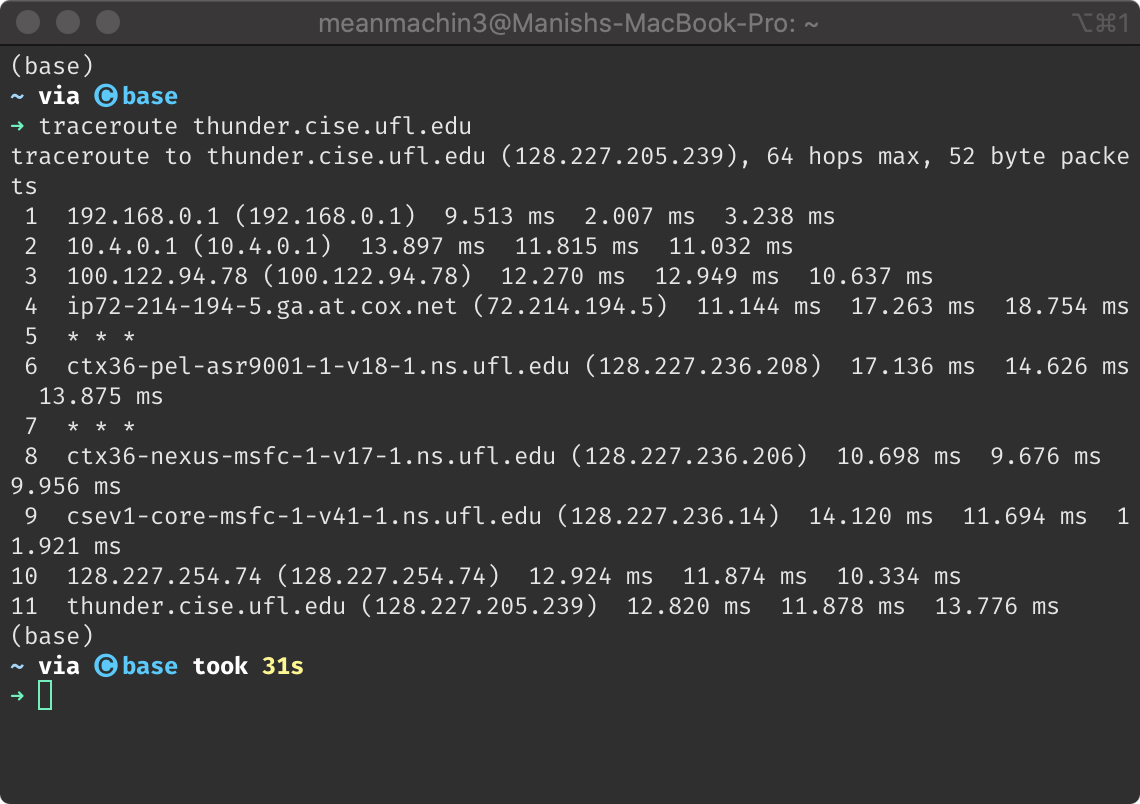 meanmachin3@Manishs-MacBook-Pro: ~ ⌥⌘1
(base)
~ via Ⓒ base
➜ traceroute thunder.cise.ufl.edu
traceroute to thunder.cise.ufl.edu (128.227.205.239), 64 hops max, 52 byte packe
ts
 1  192.168.0.1 (192.168.0.1)  9.513 ms  2.007 ms  3.238 ms
 2  10.4.0.1 (10.4.0.1)  13.897 ms  11.815 ms  11.032 ms
 3  100.122.94.78 (100.122.94.78)  12.270 ms  12.949 ms  10.637 ms
 4  ip72-214-194-5.ga.at.cox.net (72.214.194.5)  11.144 ms  17.263 ms  18.754 ms
 5  * * *
 6  ctx36-pel-asr9001-1-v18-1.ns.ufl.edu (128.227.236.208)  17.136 ms  14.626 ms
  13.875 ms
 7  * * *
 8  ctx36-nexus-msfc-1-v17-1.ns.ufl.edu (128.227.236.206)  10.698 ms  9.676 ms
9.956 ms
 9  csev1-core-msfc-1-v41-1.ns.ufl.edu (128.227.236.14)  14.120 ms  11.694 ms  1
1.921 ms
10  128.227.254.74 (128.227.254.74)  12.924 ms  11.874 ms  10.334 ms
11  thunder.cise.ufl.edu (128.227.205.239)  12.820 ms  11.878 ms  13.776 ms
(base)
~ via Ⓒ base took 31s
➜